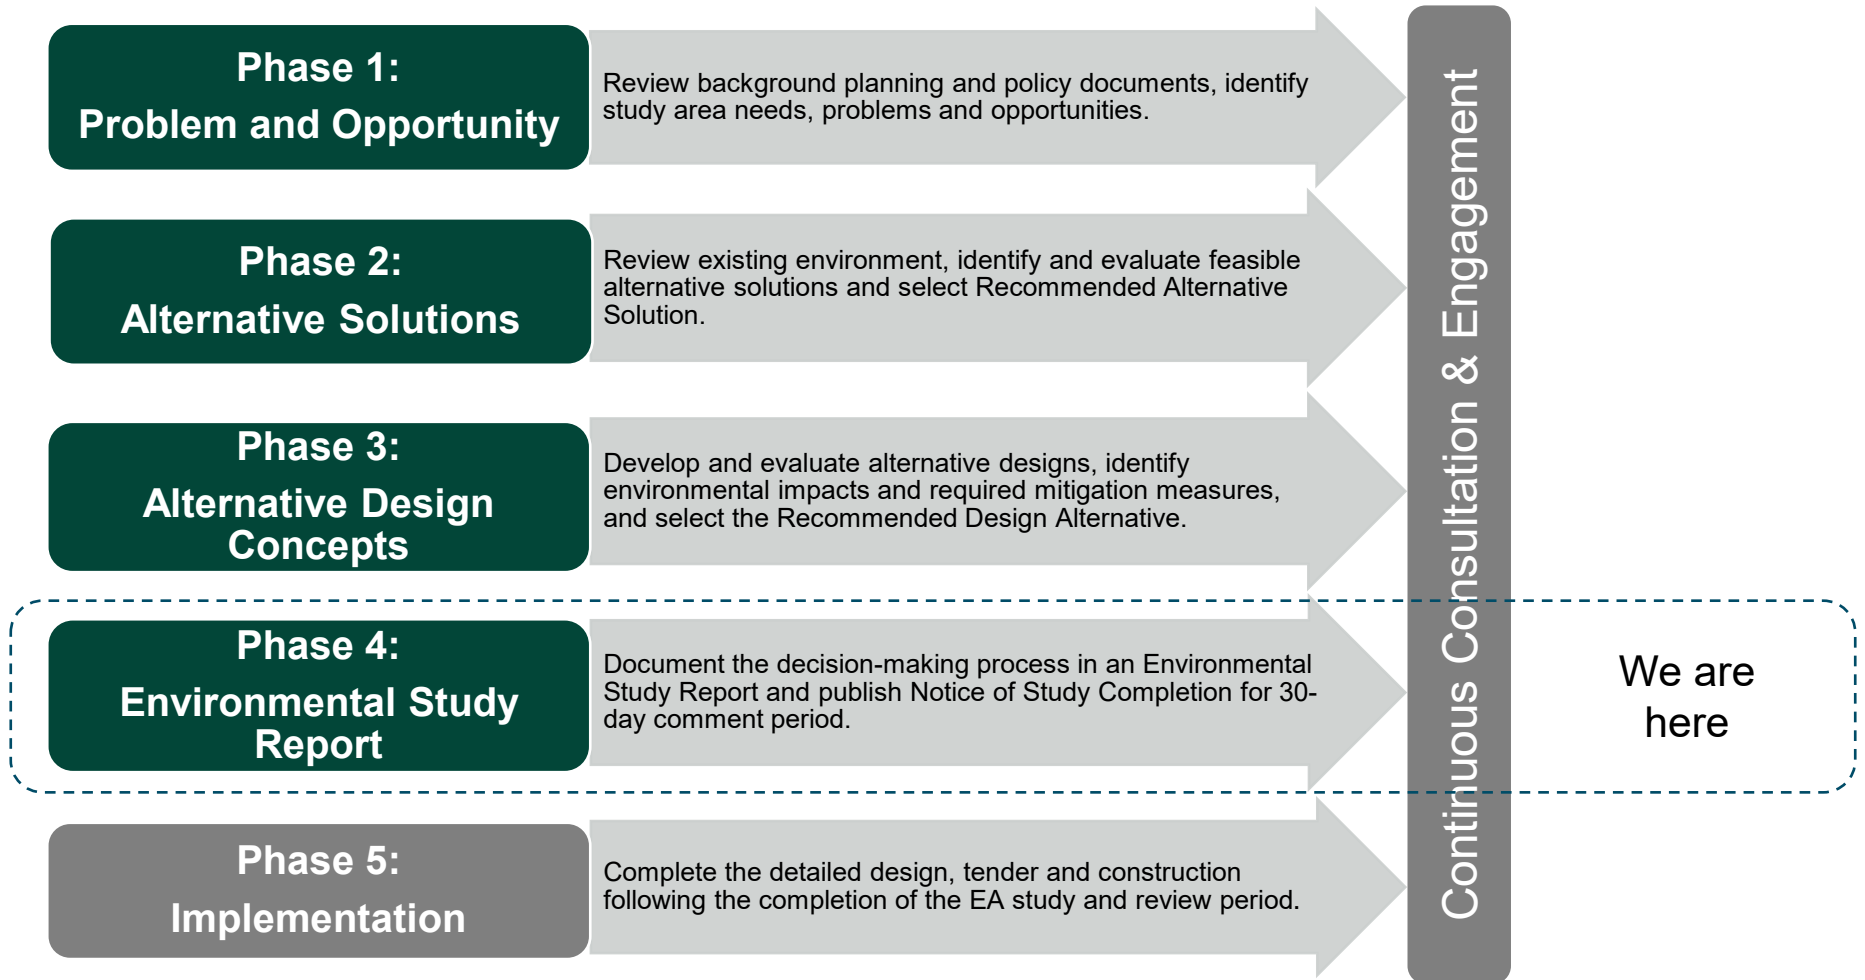 Phase 1:
Problem and Opportunity
Review background planning and policy documents, identify
study area needs, problems and opportunities.
Phase 2:
Alternative Solutions
Review existing environment, identify and evaluate feasible
alternative solutions and select Recommended Alternative
Solution.
Phase 3:
Alternative Design
Concepts
Develop and evaluate alternative designs, identify
environmental impacts and required mitigation measures,
and select the Recommended Design Alternative.
Phase 4:
Environmental Study
Report
Document the decision-making process in an Environmental
Study Report and publish Notice of Study Completion for 30-
day comment period.
Phase 5:
Implementation
Complete the detailed design, tender and construction
following the completion of the EA study and review period.
Continuous Consultation & Engagement
We are
here